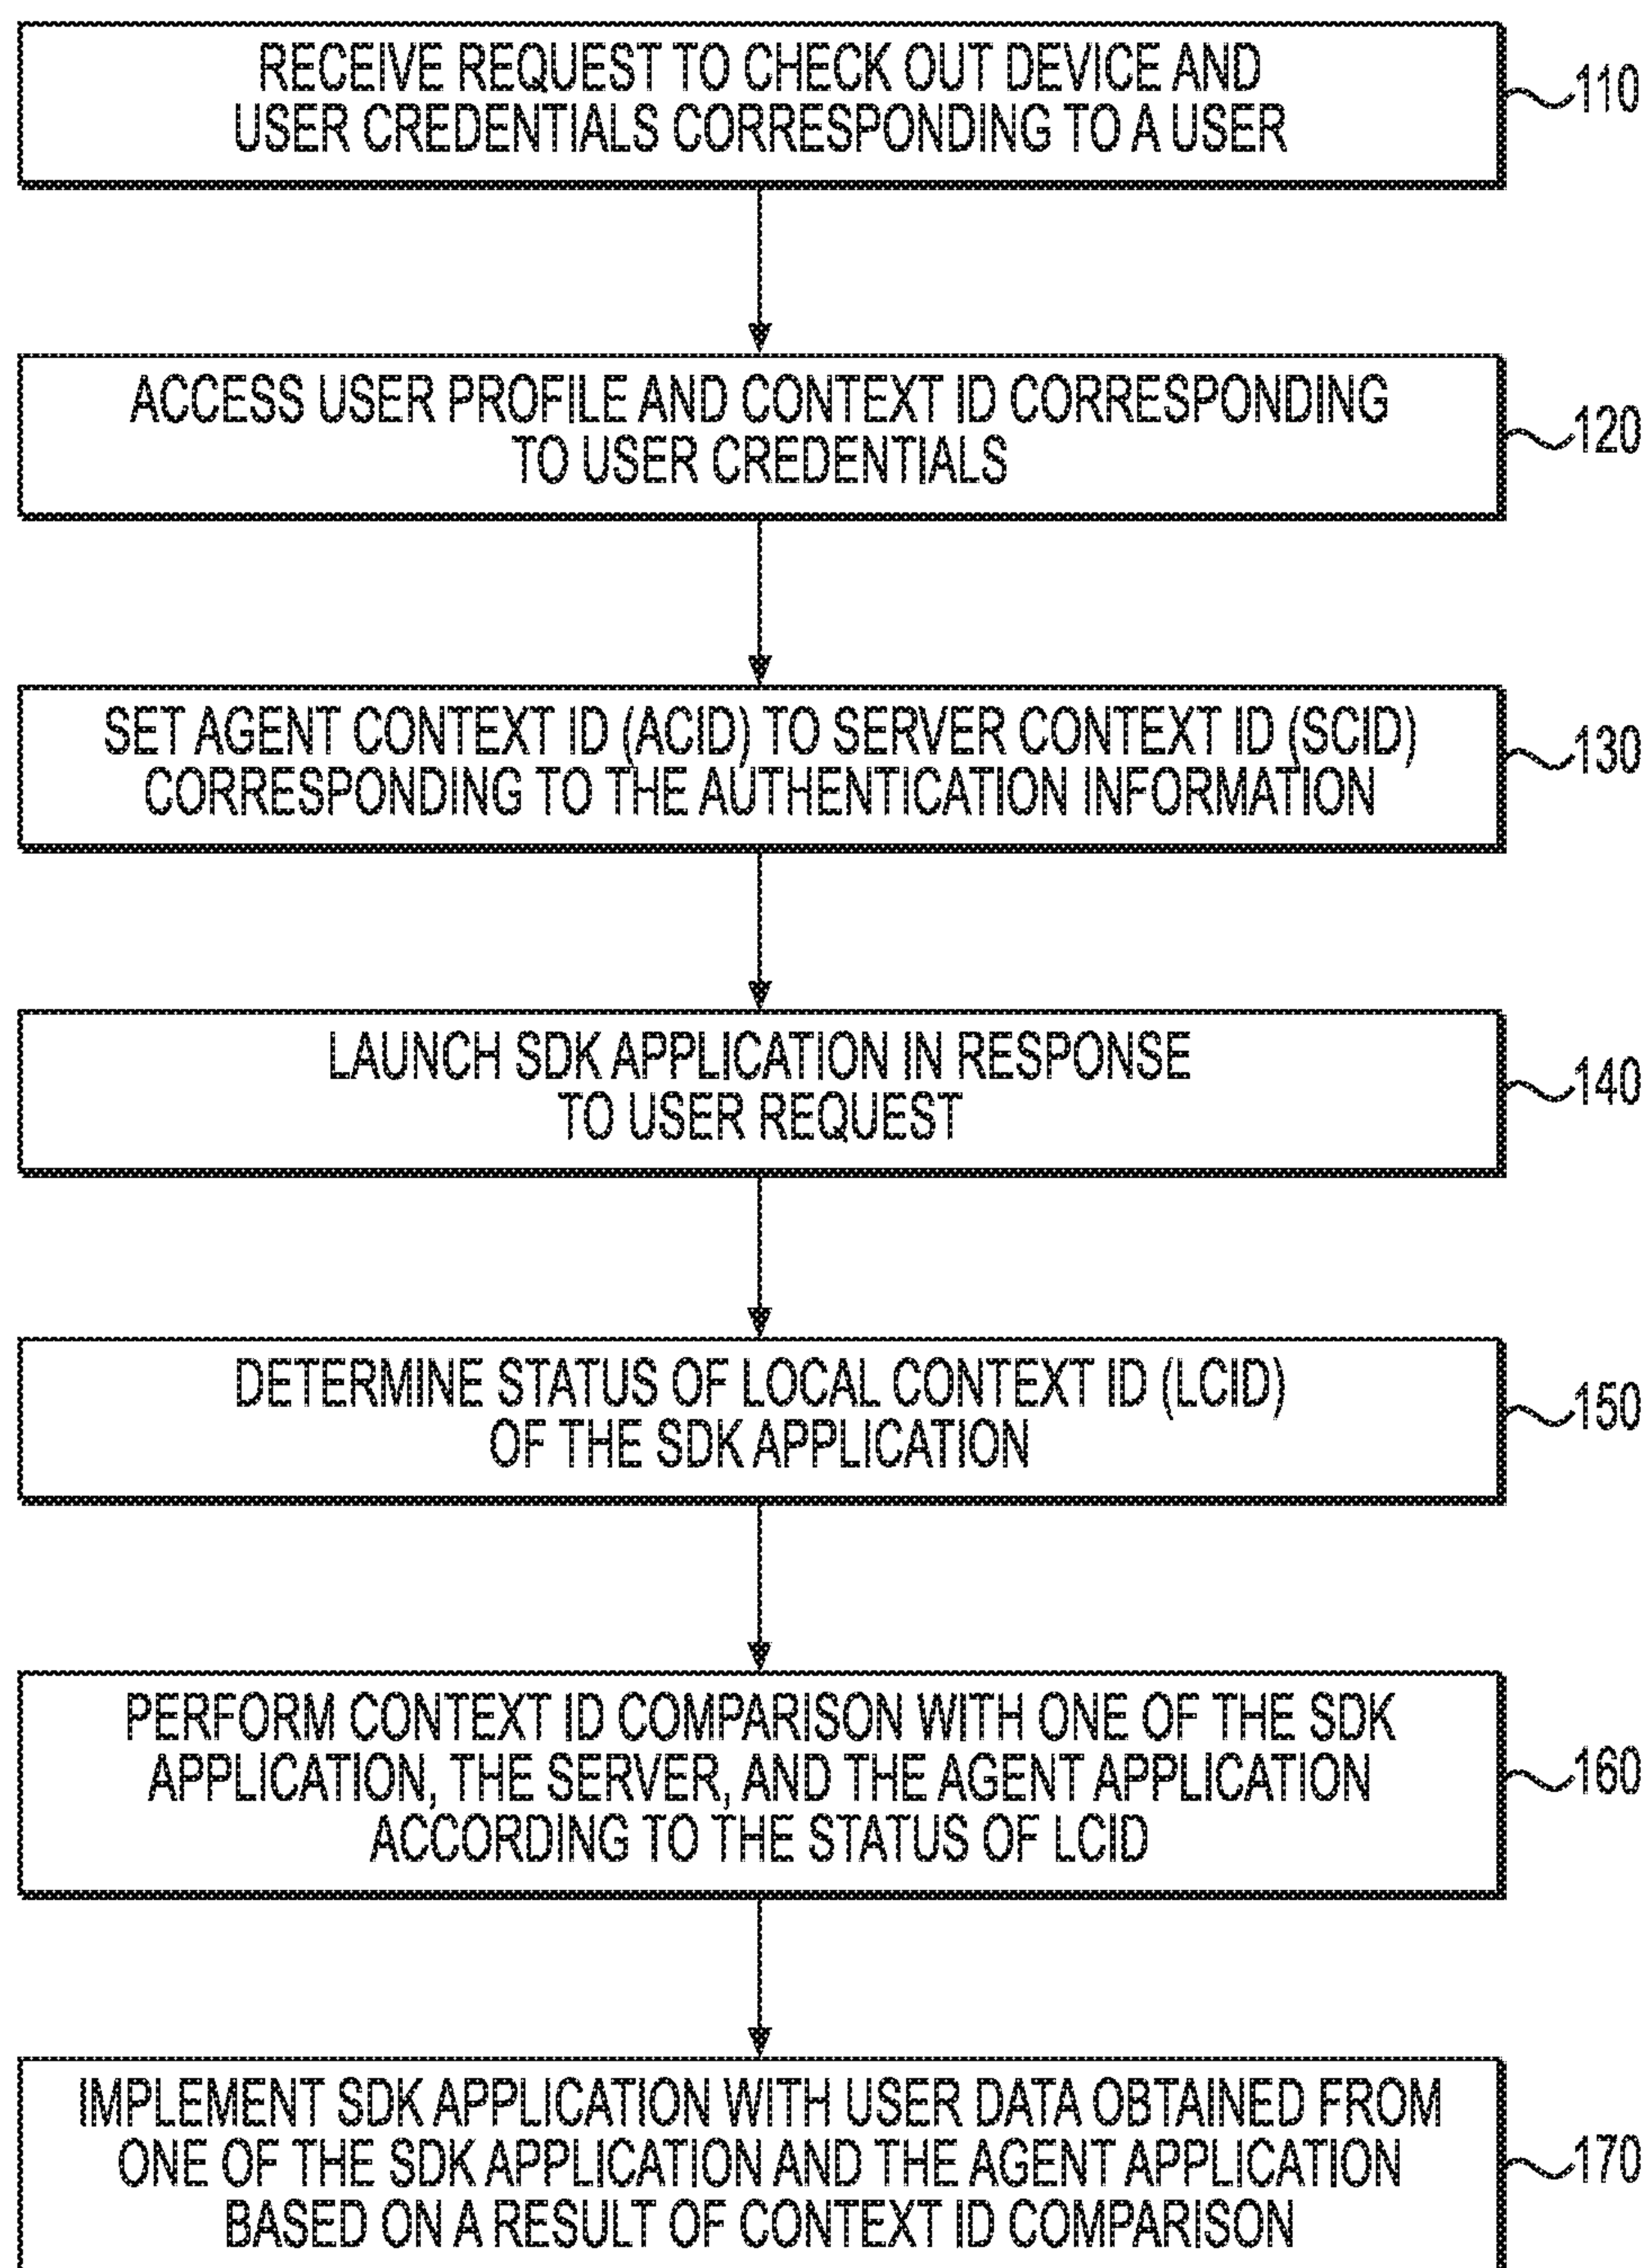 RECEIVE REQUEST TO CHECK OUT DEVICE AND
USER CREDENTIALS CORRESPONDING TO A USER
110
ACCESS USER PROFILE AND CONTEXT ID CORRESPONDING
TO USER CREDENTIALS
120
SET AGENT CONTEXT ID (ACID) TO SERVER CONTEXT ID (SCID)
CORRESPONDING TO THE AUTHENTICATION INFORMATION
130
LAUNCH SDK APPLICATION IN RESPONSE
TO USER REQUEST
140
DETERMINE STATUS OF LOCAL CONTEXT ID (LCID)
OF THE SDK APPLICATION
150
PERFORM CONTEXT ID COMPARISON WITH ONE OF THE SDK
APPLICATION, THE SERVER, AND THE AGENT APPLICATION
ACCORDING TO THE STATUS OF LCID
160
IMPLEMENT SDK APPLICATION WITH USER DATA OBTAINED FROM
ONE OF THE SDK APPLICATION AND THE AGENT APPLICATION
BASED ON A RESULT OF CONTEXT ID COMPARISON
170